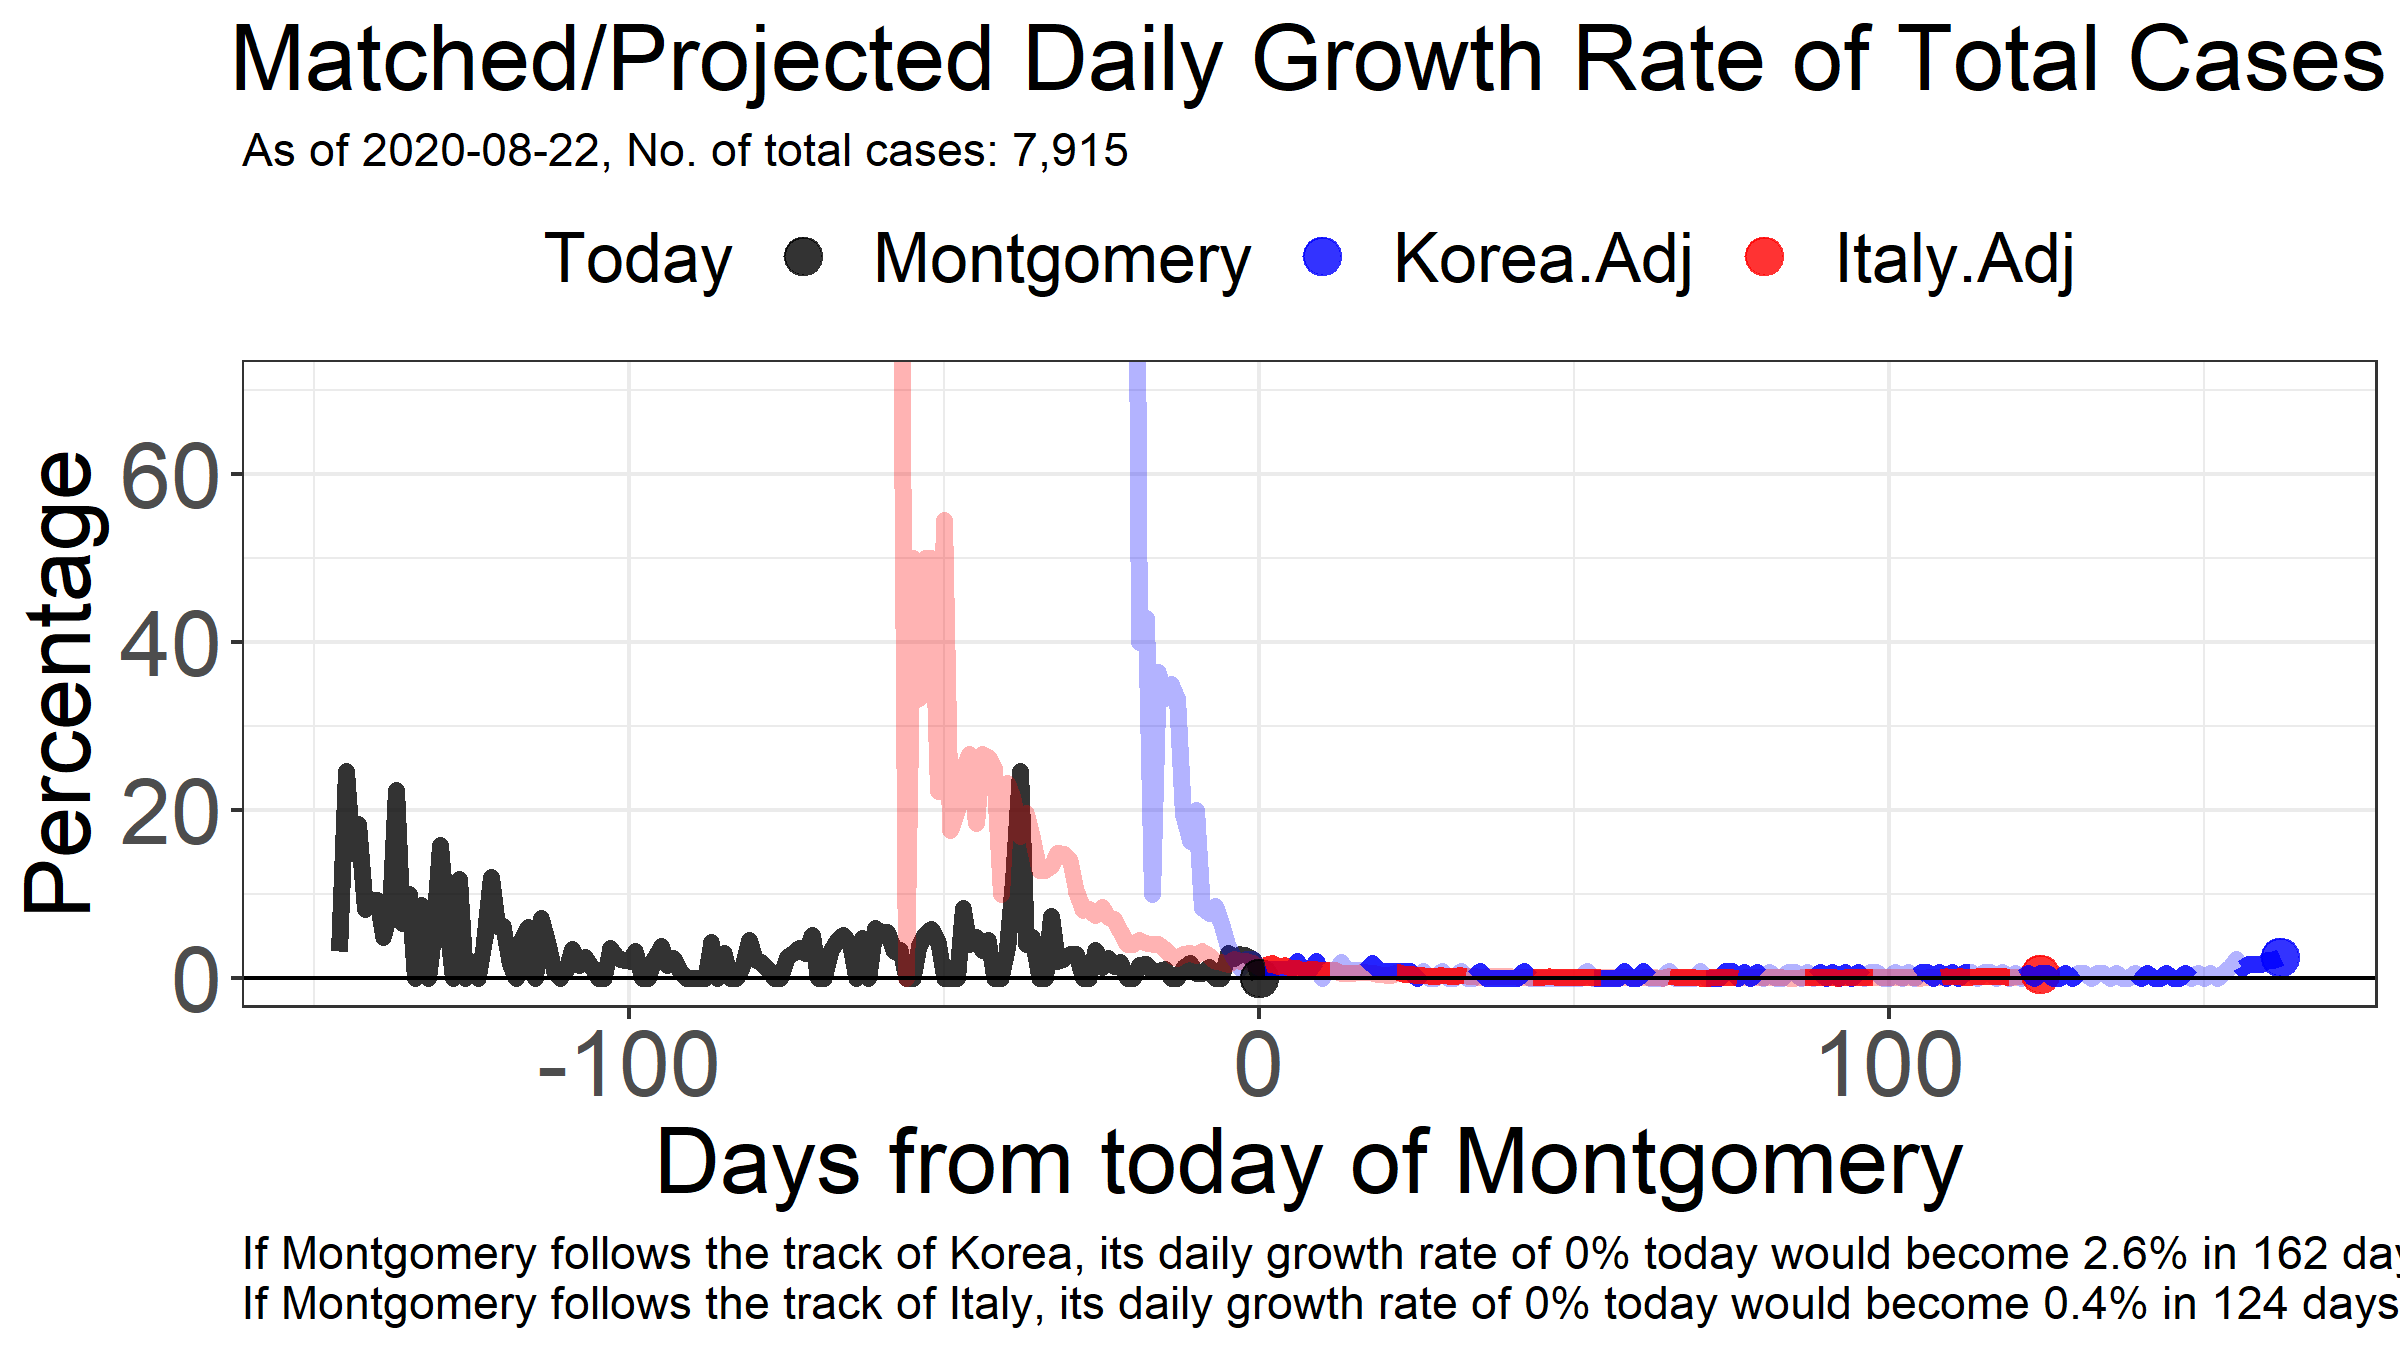 Matched/Projected Daily Growth Rate of Total Cases
As of 2020-08-22, No. of total cases: 7,915
Today Montgomery Korea.Adj Italy.Adj
Percentage
60
40
20
0
-100 0 100
Days from today of Montgomery
If Montgomery follows the track of Korea, its daily growth rate of 0% today would become 2.6% in 162
If Montgomery follows the track of Italy, its daily growth rate of 0% today would become 0.4% in 124 days